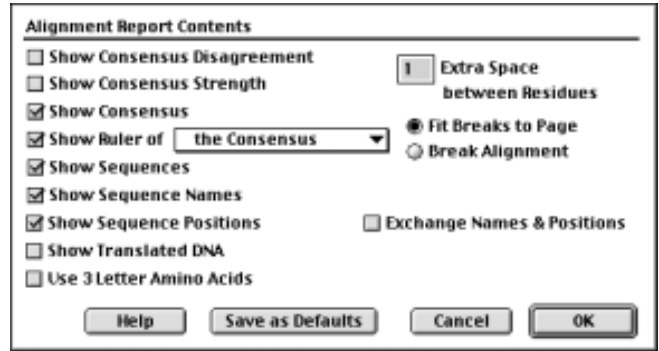 Alignment Report Contents
Show Consensus Disagreement
Show Consensus Strength
Show Consensus
Show Ruler of the Consensus
Show Sequences
Show Sequence Names
Show Sequence Positions
Show Translated DNA
Use 3 Letter Amino Acids
1 Extra Space
between Residues
Fit Breaks to Page
Break Alignment
Exchange Names & Positions
Help Save as Defaults Cancel OK